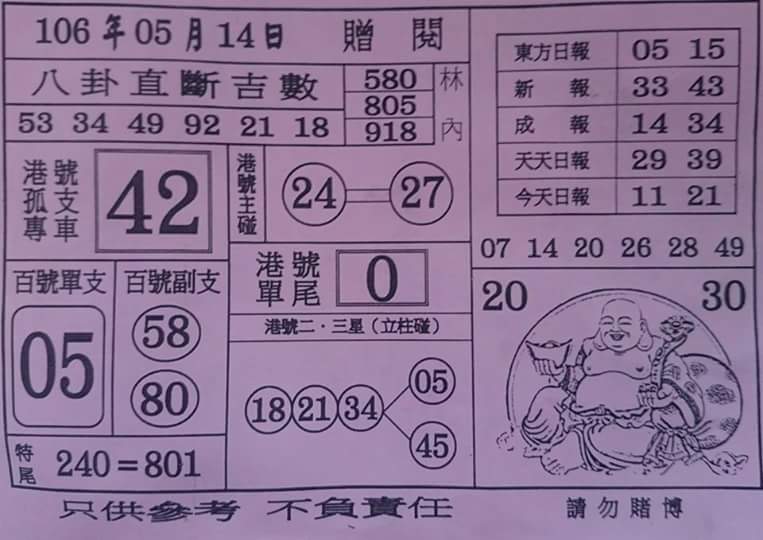 106年05月14日 贈閱
八卦直斷吉數
53 34 49 92 21 18
580
805
918
林內
港號孤支專車
42
港號主碰
24 27
港號單尾
0
百號單支
05
百號副支
58
80
港號二·三星(立柱碰)
18 21 34
05
45
特尾
240=801
東方日報 05 15
新報 33 43
成報 14 34
天天日報 29 39
今天日報 11 21
07 14 20 26 28 49
20 30
只供參考 不負責任
請勿賭博